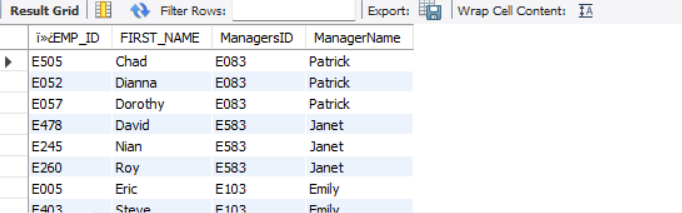 Result Grid Filter Rows: Export: Wrap Cell Content: IA
ï»¿EMP_ID FIRST_NAME ManagersID ManagerName
E505 Chad E083 Patrick
E052 Dianna E083 Patrick
E057 Dorothy E083 Patrick
E478 David E583 Janet
E245 Nian E583 Janet
E260 Roy E583 Janet
E005 Eric E103 Emily
E403 Steve E103 Emily